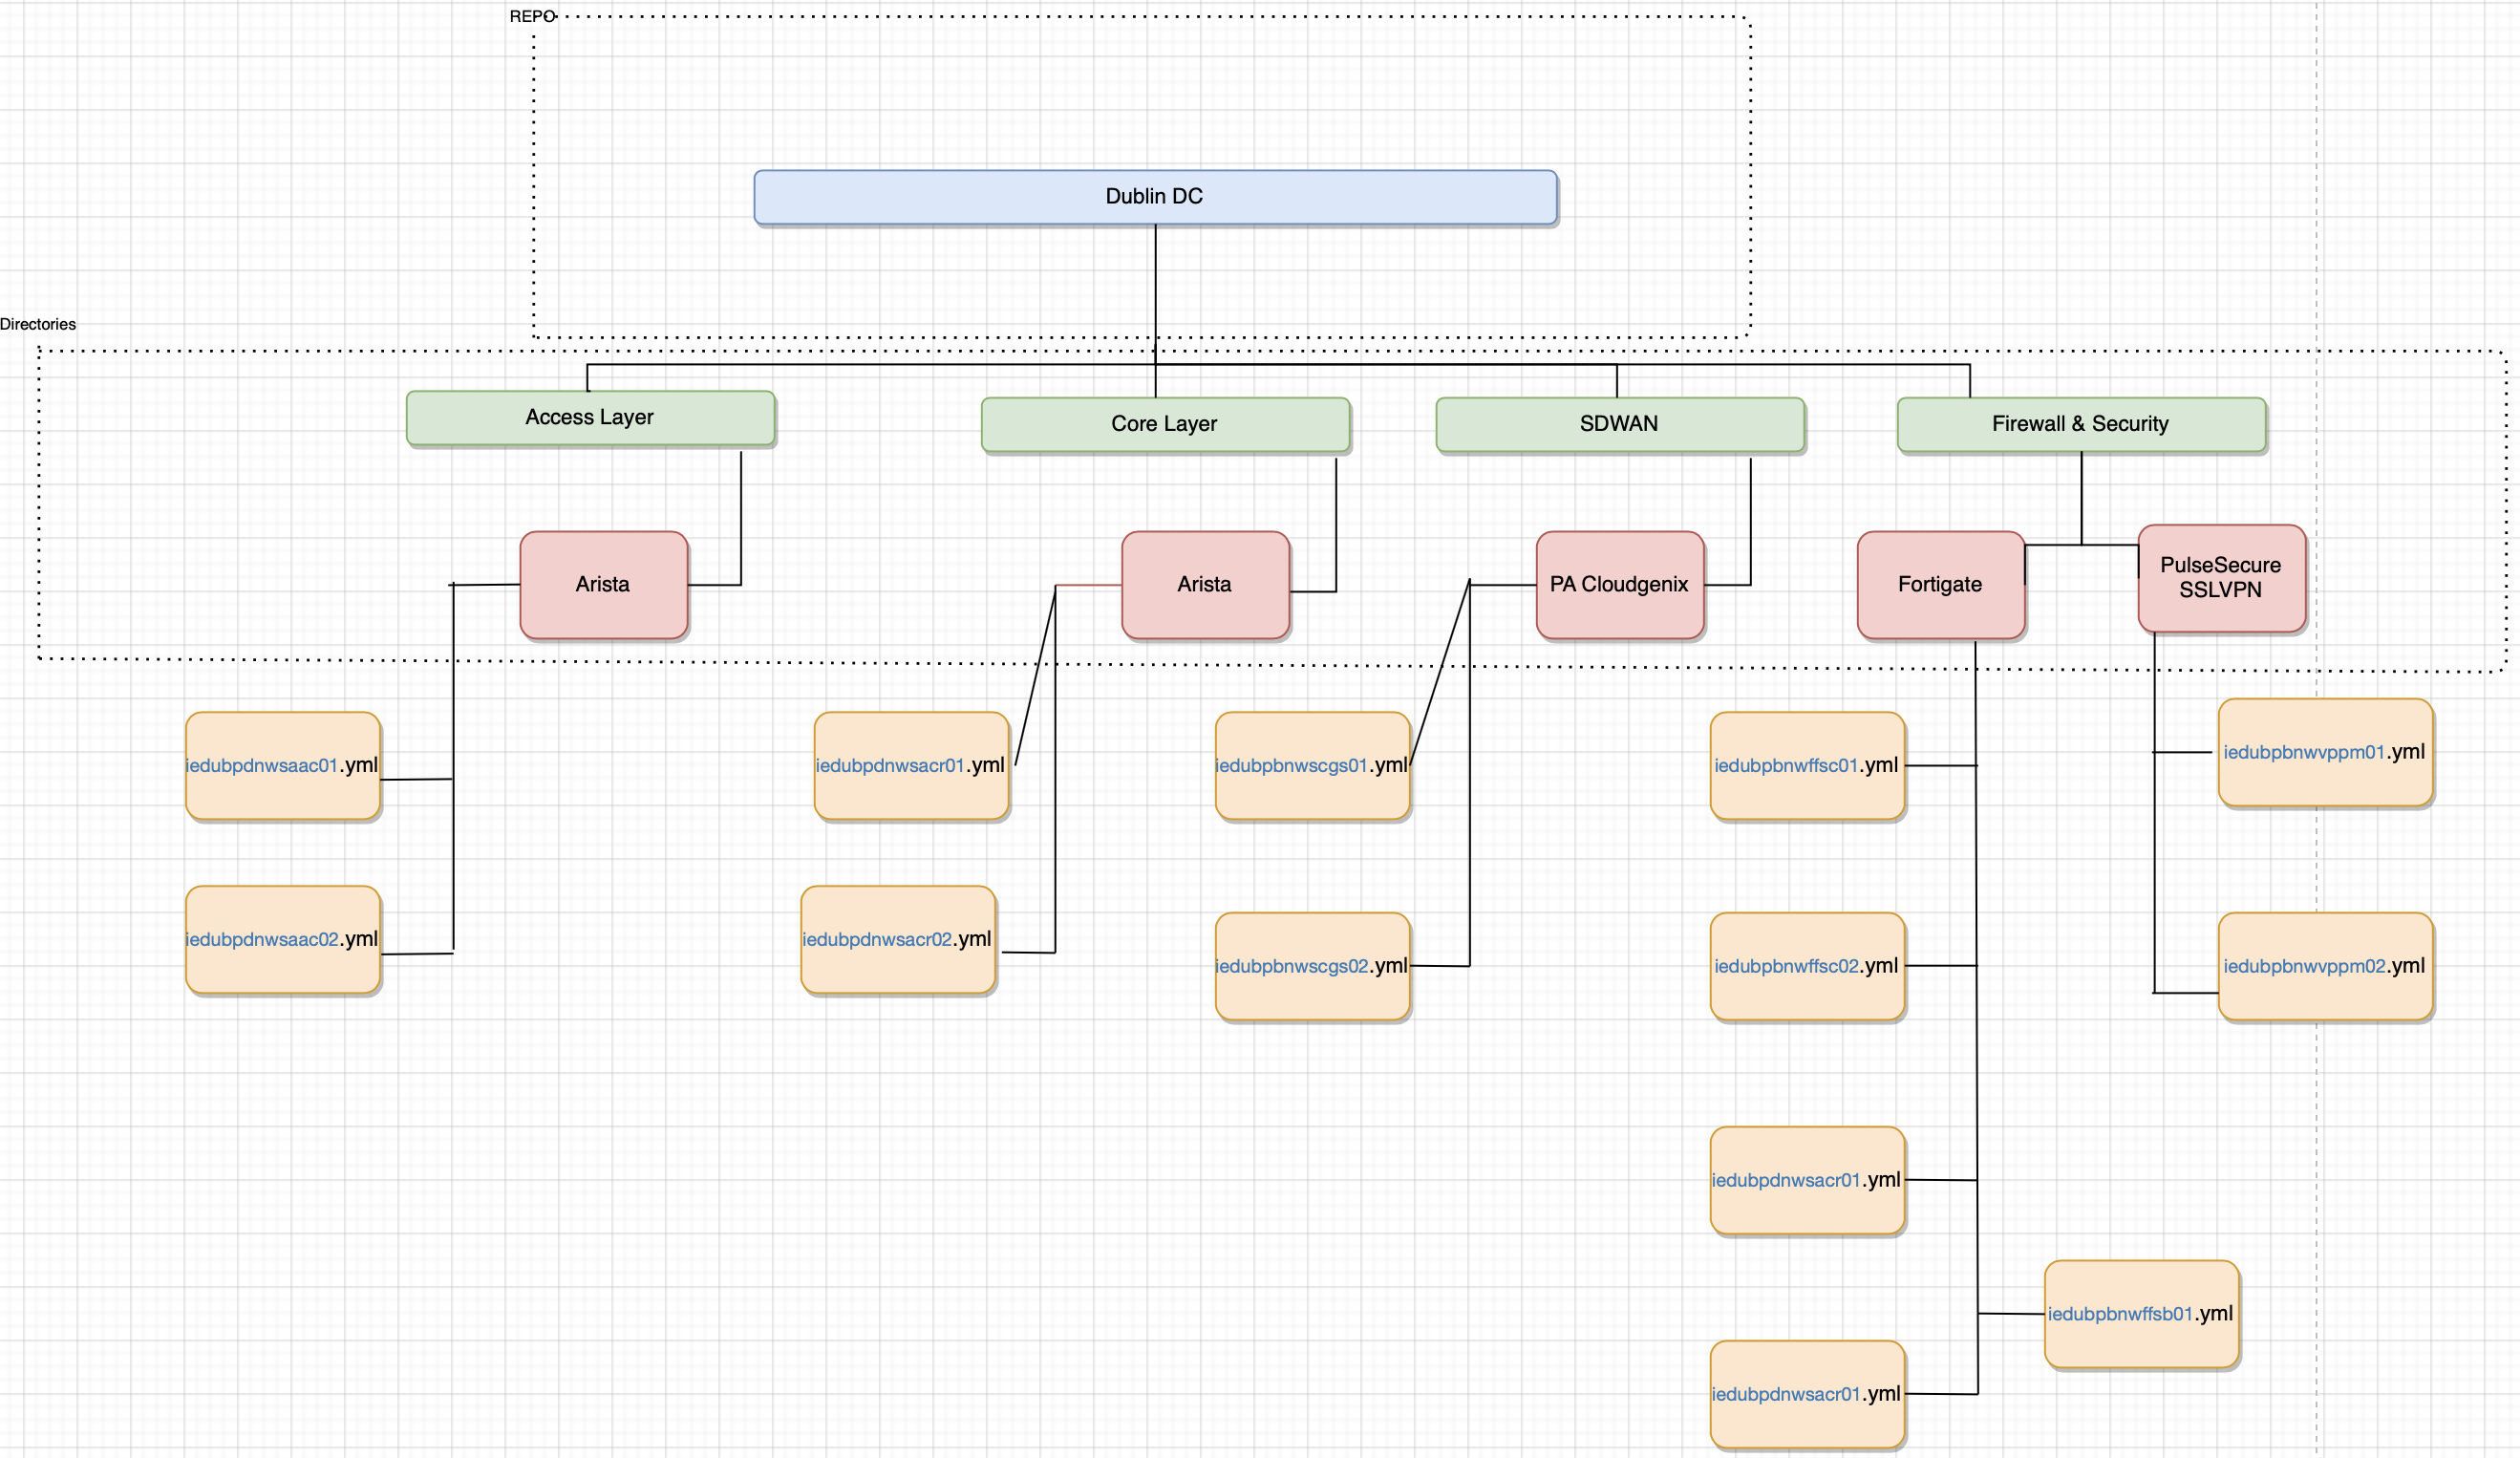 REPO
Dublin DC
Directories
Access Layer
Core Layer
SDWAN
Firewall & Security
Arista
Arista
PA Cloudgenix
Fortigate
PulseSecure
SSLVPN
iedubpdnwsaac01.yml
iedubpdnwsacr01.yml
iedubpbnwscgs01.yml
iedubpbnwffsc01.yml
iedubpbnwvppm01.yml
iedubpdnwsaac02.yml
iedubpdnwsacr02.yml
iedubpbnwscgs02.yml
iedubpbnwffsc02.yml
iedubpbnwvppm02.yml
iedubpdnwsacr01.yml
iedubpbnwffsb01.yml
iedubpdnwsacr01.yml